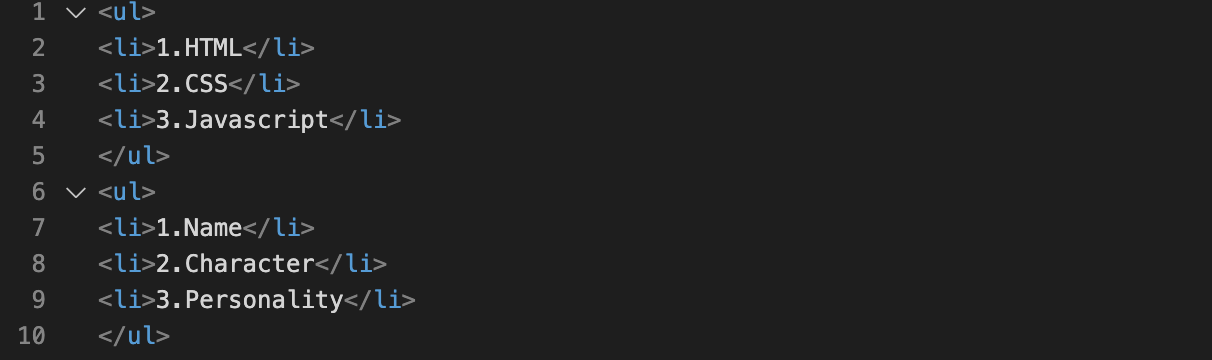 1 <ul>
2 <li>1.HTML</li>
3 <li>2.CSS</li>
4 <li>3.Javascript</li>
5 </ul>
6 <ul>
7 <li>1.Name</li>
8 <li>2.Character</li>
9 <li>3.Personality</li>
10 </ul>